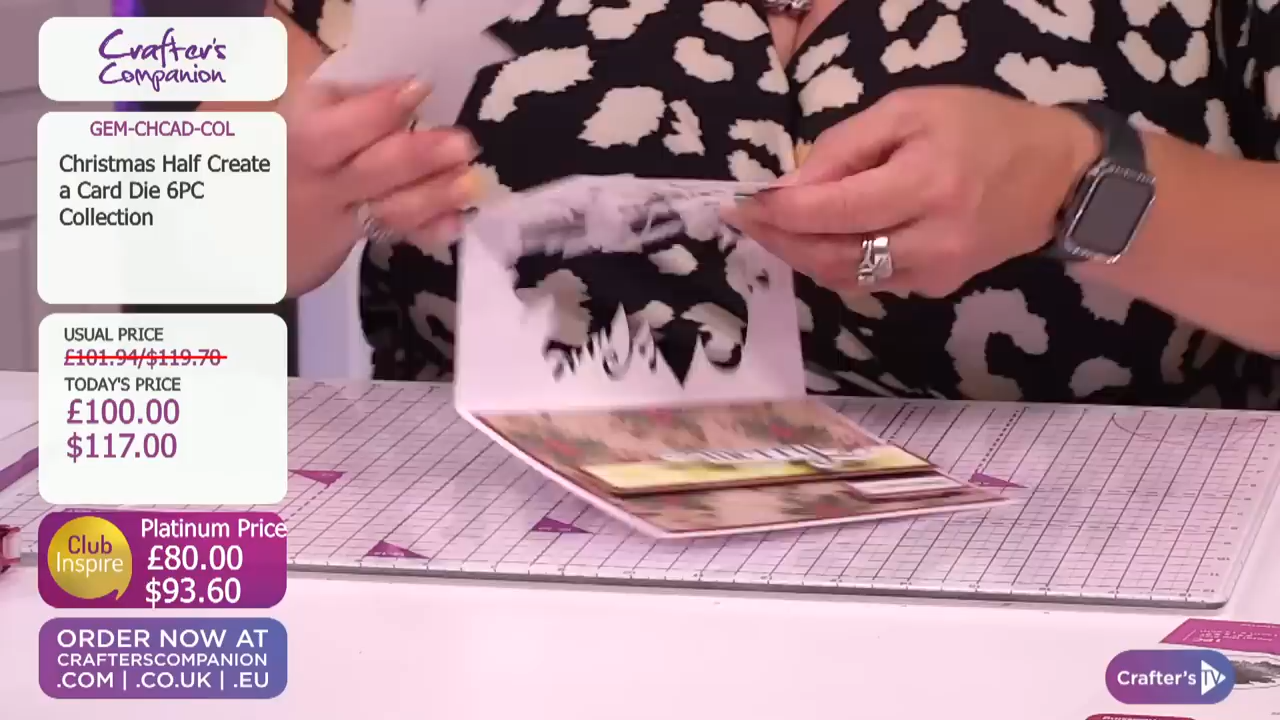 Crafter's
Companion
GEM-CHCAD-COL
Christmas Half Create
a Card Die 6PC
Collection
USUAL PRICE
£101.94/$119.70
TODAY'S PRICE
£100.00
$117.00
Club
Inspire
Platinum Price
£80.00
$93.60
ORDER NOW AT
CRAFTERSCOMPANION
.COM | .CO.UK | .EU
Crafter's TV